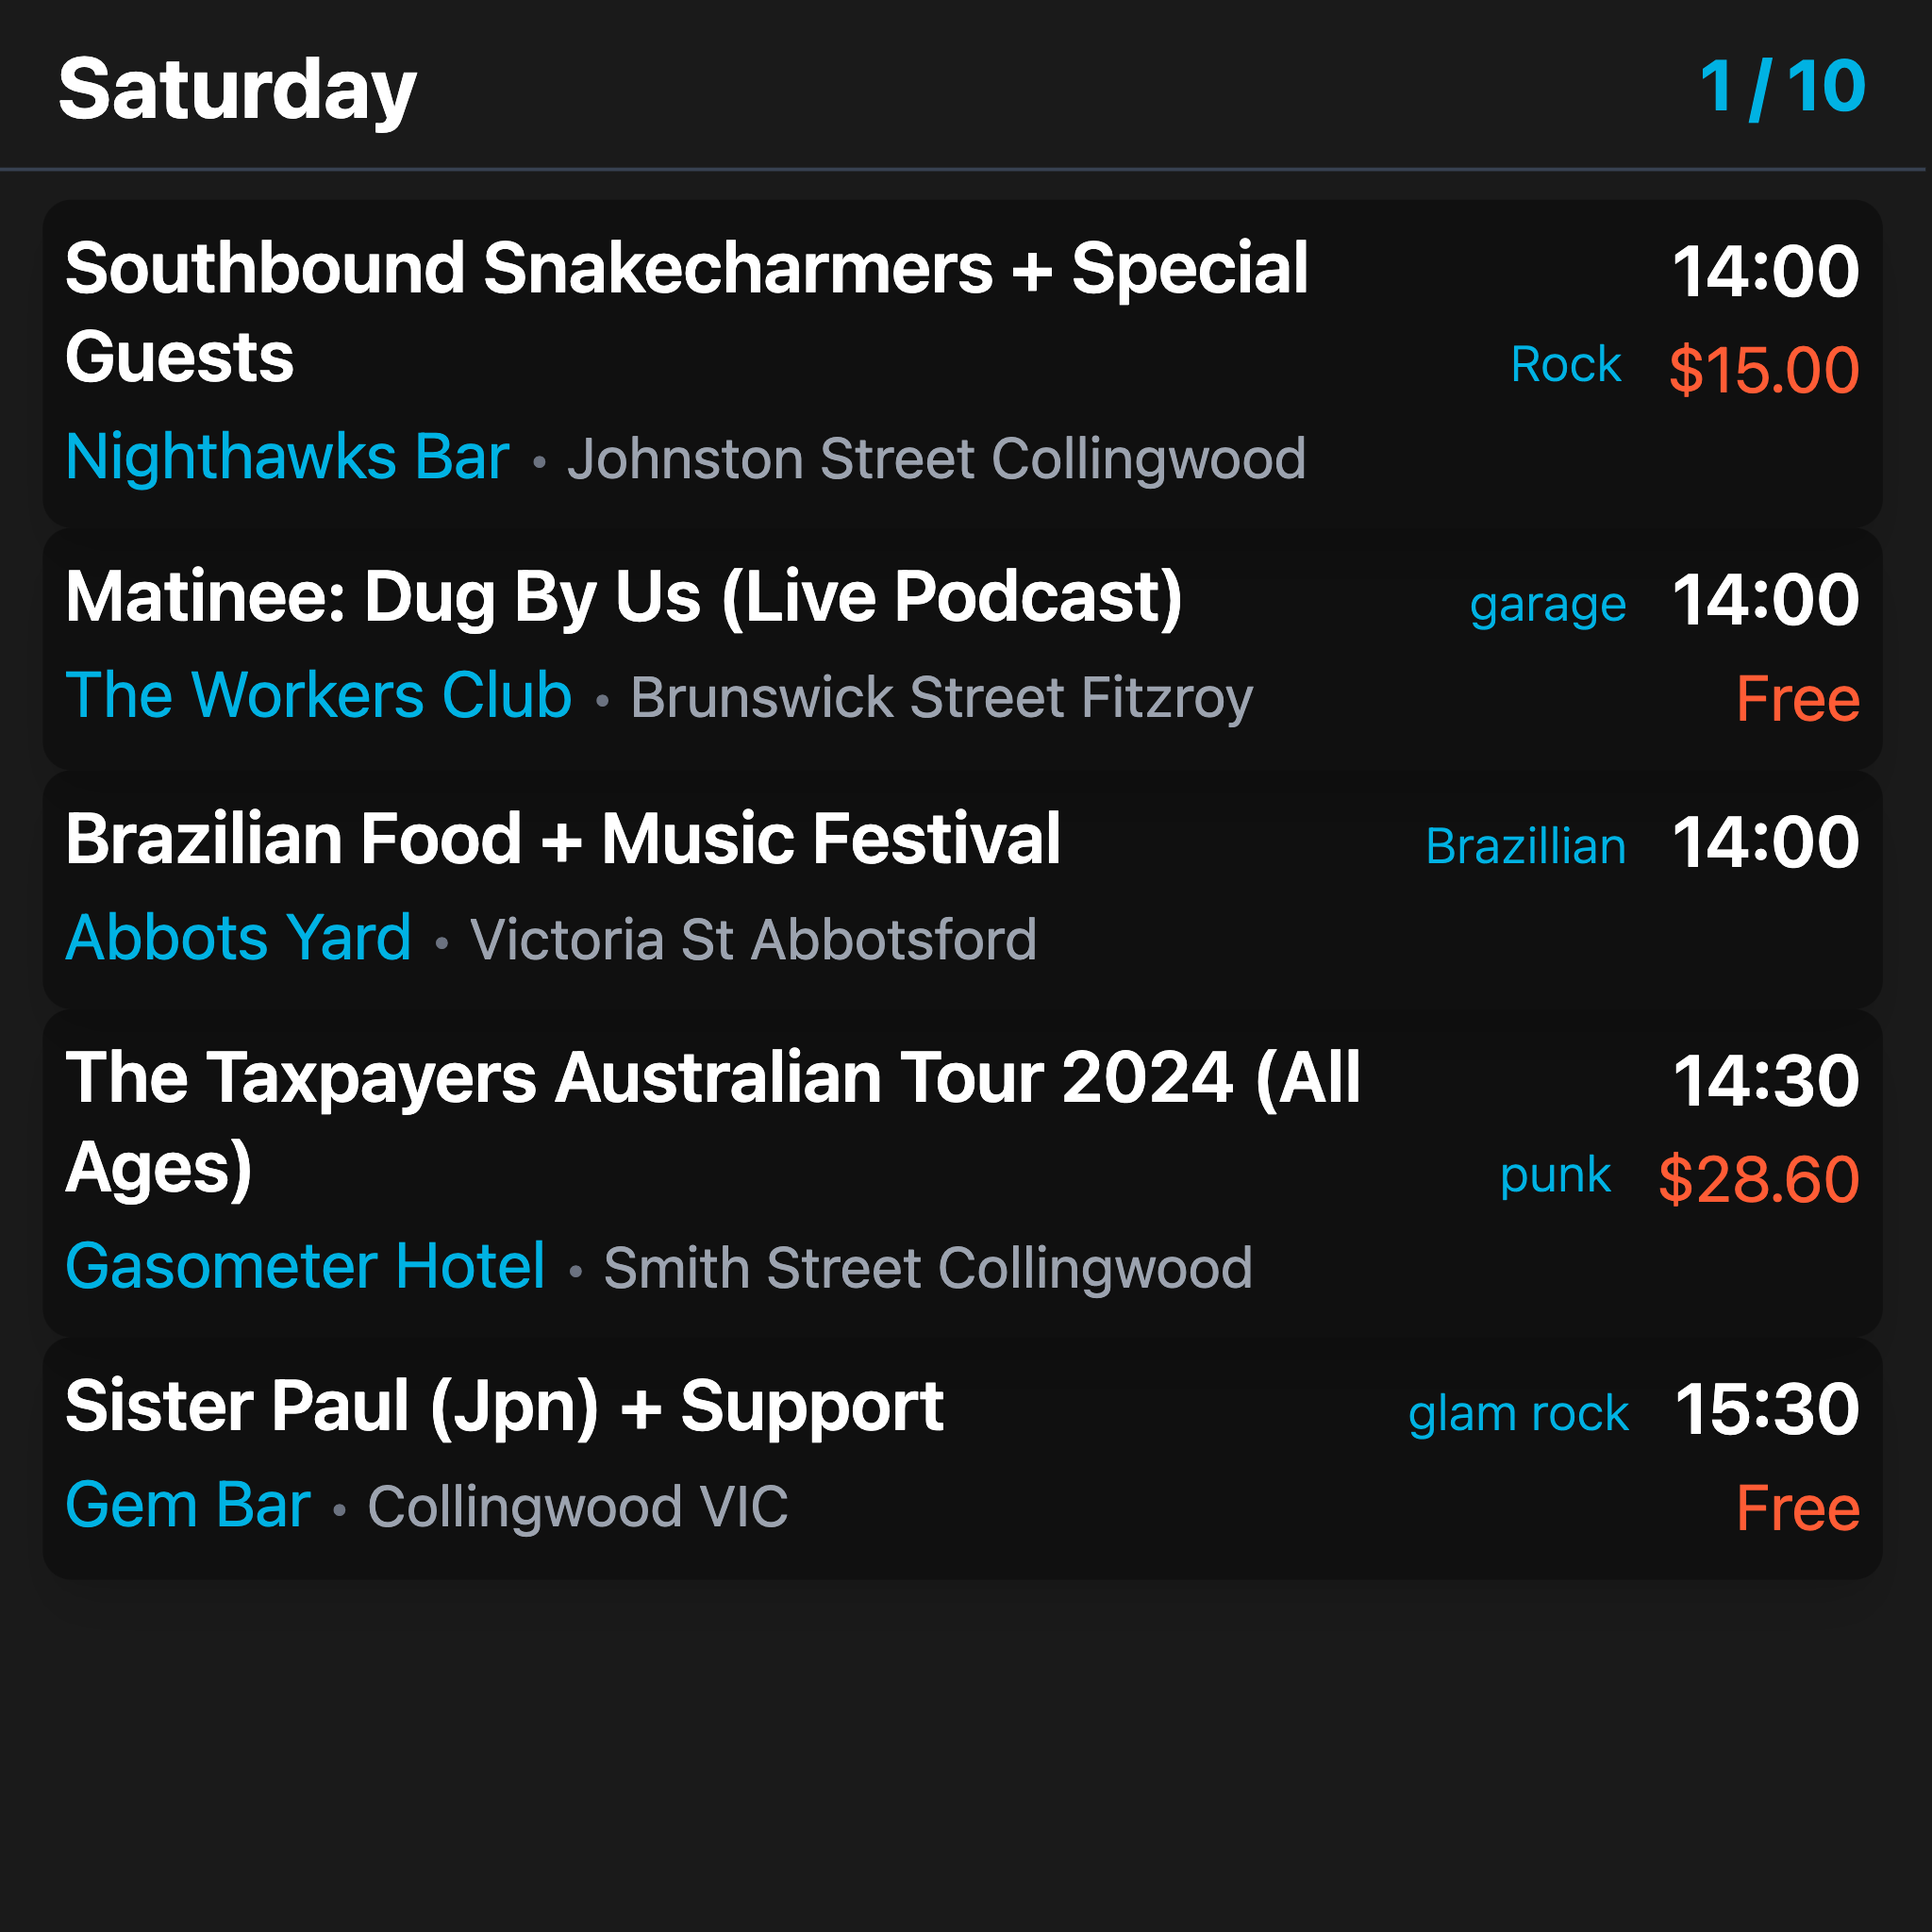 Saturday 1 / 10
Southbound Snakecharmers + Special 14:00
Guests Rock $15.00
Nighthawks Bar • Johnston Street Collingwood
Matinee: Dug By Us (Live Podcast) garage 14:00
The Workers Club • Brunswick Street Fitzroy Free
Brazilian Food + Music Festival Brazillian 14:00
Abbots Yard • Victoria St Abbotsford
The Taxpayers Australian Tour 2024 (All 14:30
Ages) punk $28.60
Gasometer Hotel • Smith Street Collingwood
Sister Paul (Jpn) + Support glam rock 15:30
Gem Bar • Collingwood VIC Free